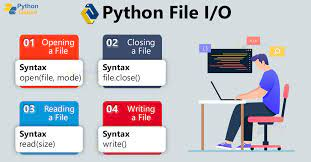 Python
Geeks
Python File I/O
01 Opening
a File
Syntax
open(file, mode)
02 Closing
a File
Syntax
file.close()
03 Reading
a File
Syntax
read(size)
04 Writing
a File
Syntax
write()